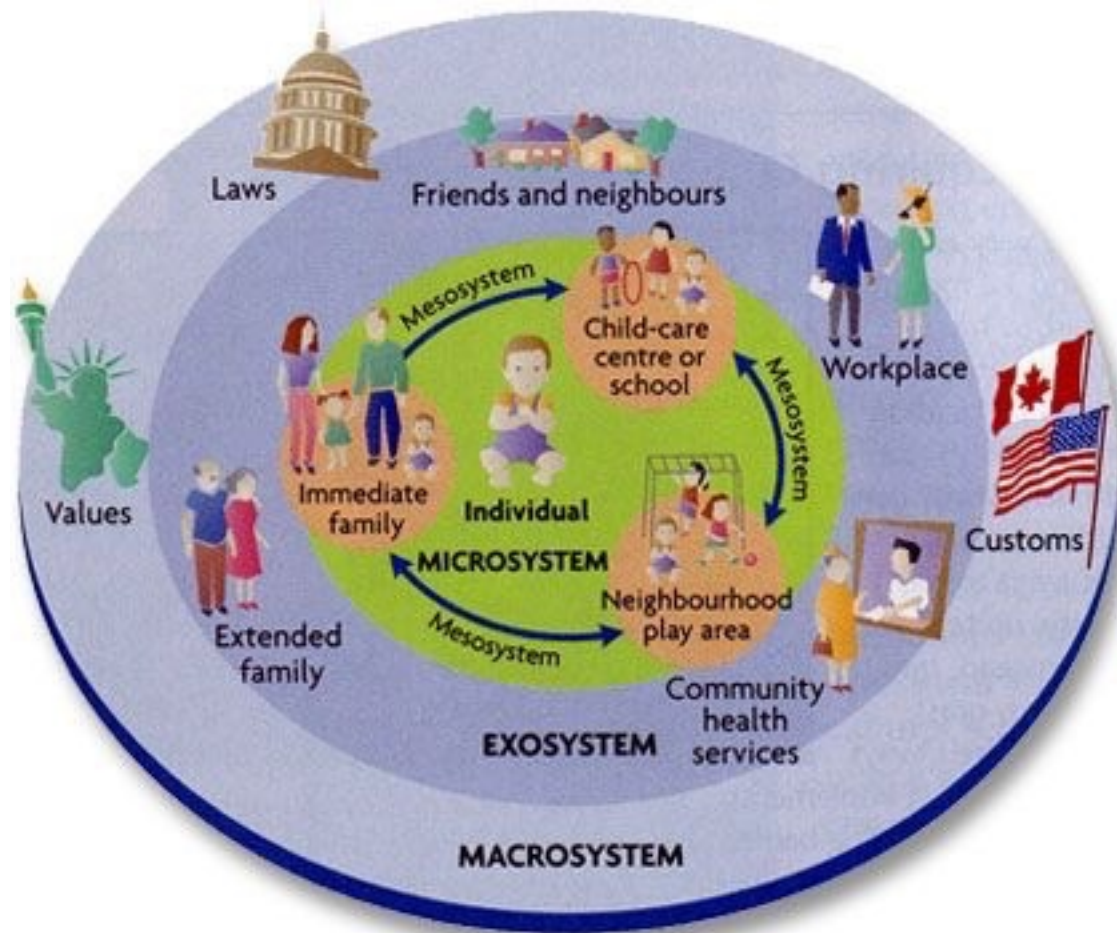 Laws
Friends and neighbours
Mesosystem
Child-care
centre or
school
Mesosystem
Workplace
Values
Immediate
family
Individual
MICROSYSTEM
Customs
Neighbourhood
play area
Mesosystem
Extended
family
Community
health
services
EXOSYSTEM
MACROSYSTEM